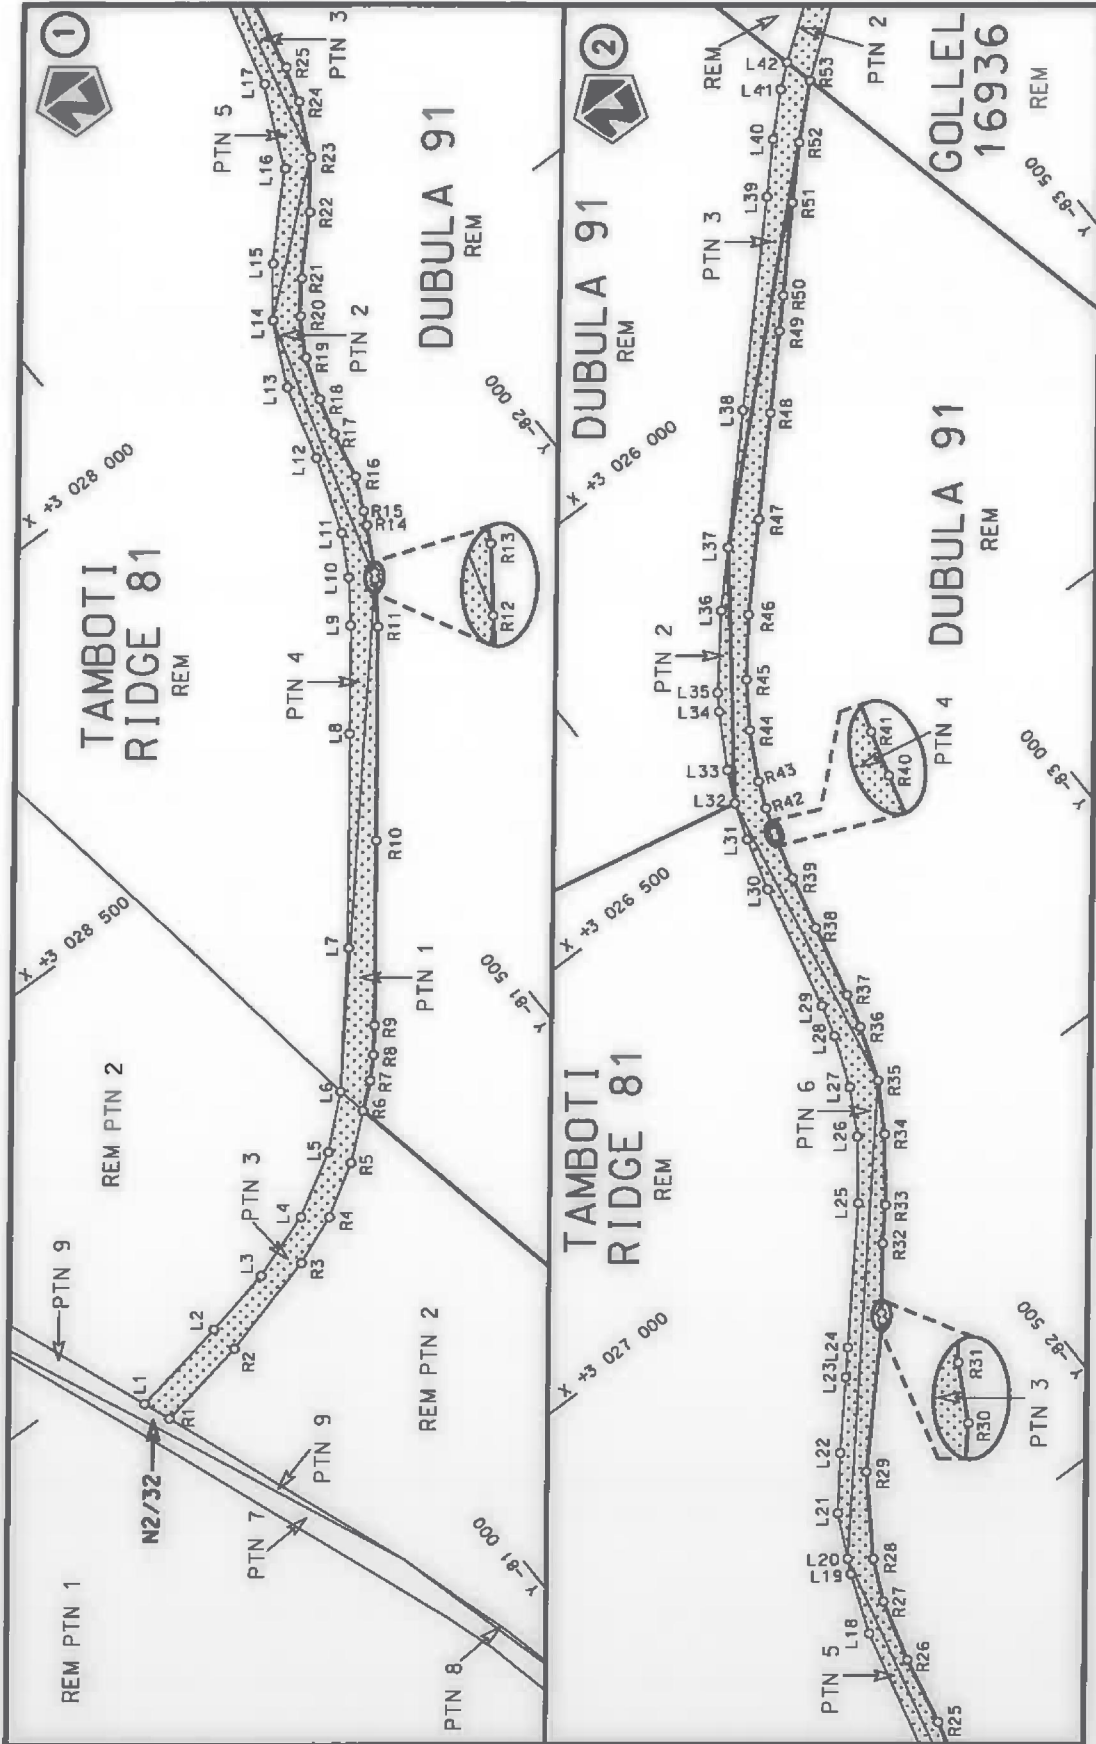 1
PTN 3
R25
L17
R24
PTN 5
R23
L16
R22
L15
R21
L14
R20
PTN 2
R19
L13
R18
R17
L12
R16
R15
R14
L11
L10
R13
R12
L9
R11
PTN 4
L8
R10
L7
PTN 1
R9
R8
R7
L6
R6
L5
R5
L4
R4
PTN 3
L3
R3
L2
R2
L1
R1
N2/32
PTN 9
PTN 9
PTN 7
PTN 8
REM PTN 1
REM PTN 2
REM PTN 2
TAMBOTI
RIDGE 81
REM
DUBULA 91
REM
X +3 028 000
X +3 028 500
Y -82 000
Y -81 500
Y -81 000
2
REM
L42
R53
PTN 2
L41
L40
R52
L39
R51
PTN 3
R50
R49
L38
R48
R47
L37
L36
R46
PTN 2
L35
R45
L34
R44
L33
R43
L32
R42
R41
R40
PTN 4
L31
L30
R39
R38
L29
R37
L28
R36
L27
R35
PTN 6
L26
R34
L25
R33
R32
R31
R30
PTN 3
L24
L23
L22
R29
L21
L20
R28
L19
R27
L18
R26
PTN 5
R25
DUBULA 91
REM
GOLLEL
16936
REM
DUBULA 91
REM
TAMBOTI
RIDGE 81
REM
X +3 026 000
X +3 026 500
X +3 027 000
Y -83 500
Y -83 000
Y -82 500